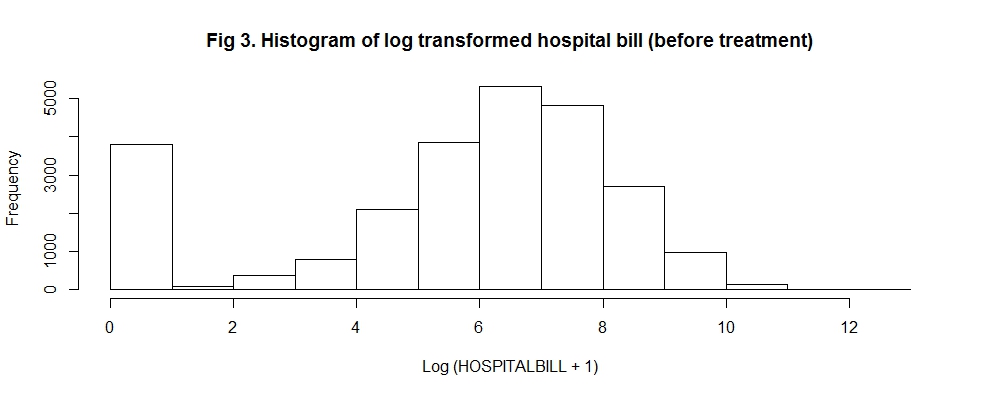 Fig 3. Histogram of log transformed hospital bill (before treatment)
Frequency
5000
3000
1000
0
0 2 4 6 8 10 12
Log (HOSPITALBILL + 1)